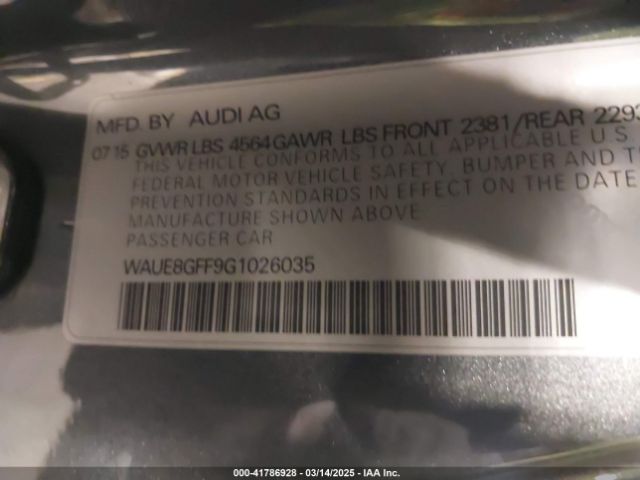 MFD. BY AUDI AG
07 15 GVWR LBS 4564 GAWR LBS FRONT 2381/REAR 2293
THIS VEHICLE CONFORMS TO ALL APPLICABLE U S
FEDERAL MOTOR VEHICLE SAFETY, BUMPER AND
PREVENTION STANDARDS IN EFFECT ON THE DATE
MANUFACTURE SHOWN ABOVE
PASSENGER CAR
WAUE8GFF9G1026035
000-41786928 - 03/14/2025 - IAA Inc.